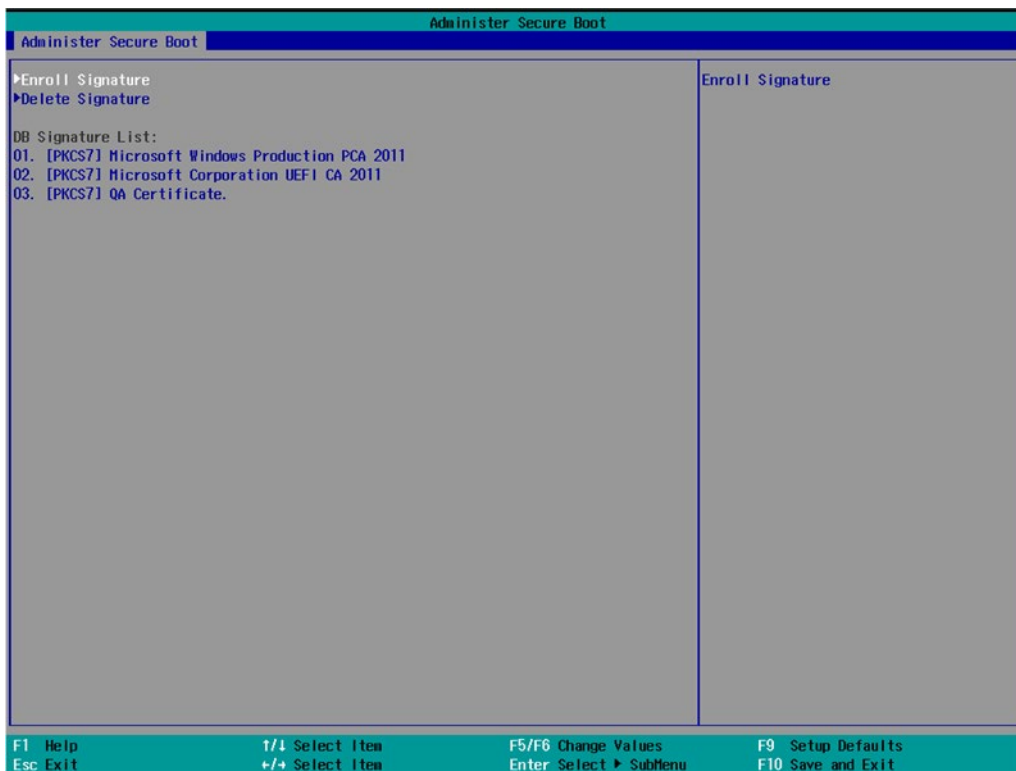 Administer Secure Boot
Administer Secure Boot
▶Enroll Signature
Enroll Signature
▶Delete Signature
DB Signature List:
01. [PKCS7] Microsoft Windows Production PCA 2011
02. [PKCS7] Microsoft Corporation UEFI CA 2011
03. [PKCS7] QA Certificate.
F1 Help ↑/↓ Select Item F5/F6 Change Values F9 Setup Defaults
Esc Exit ←/→ Select Item Enter Select ▶ SubMenu F10 Save and Exit